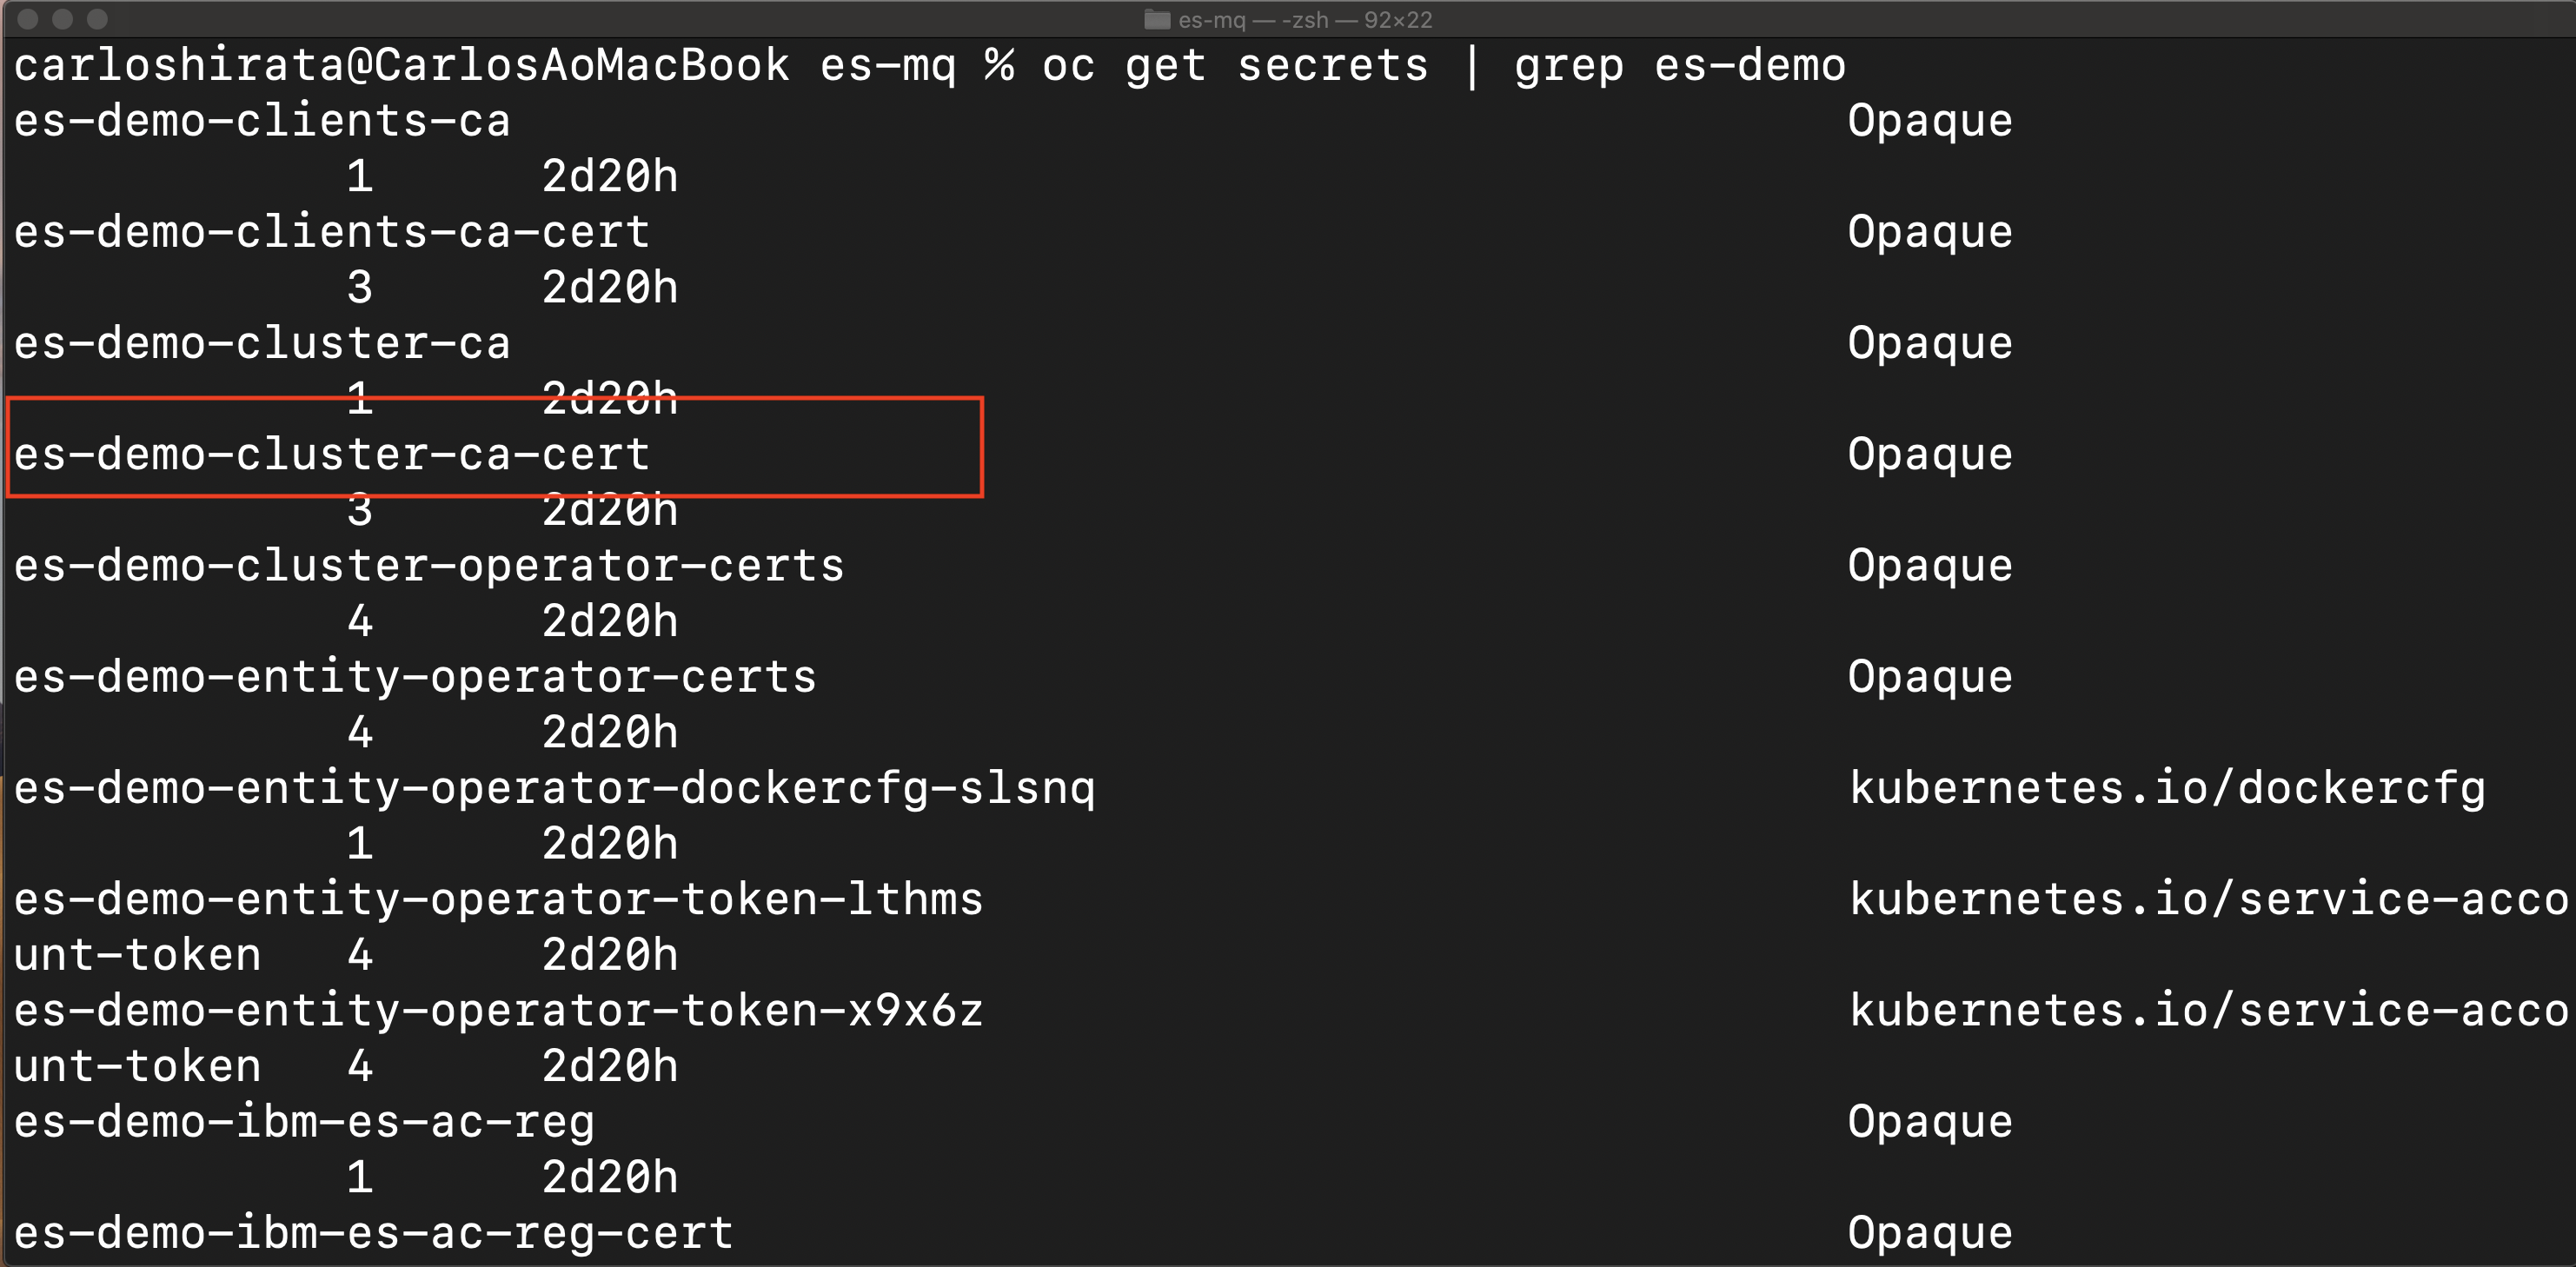 es-mq — -zsh — 92×22
carloshirata@CarlosAoMacBook es-mq % oc get secrets | grep es-demo
es-demo-clients-ca Opaque
1 2d20h
es-demo-clients-ca-cert Opaque
3 2d20h
es-demo-cluster-ca Opaque
1 2d20h
es-demo-cluster-ca-cert Opaque
3 2d20h
es-demo-cluster-operator-certs Opaque
4 2d20h
es-demo-entity-operator-certs Opaque
4 2d20h
es-demo-entity-operator-dockercfg-slsnq kubernetes.io/dockercfg
1 2d20h
es-demo-entity-operator-token-lthms kubernetes.io/service-acco
unt-token 4 2d20h
es-demo-entity-operator-token-x9x6z kubernetes.io/service-acco
unt-token 4 2d20h
es-demo-ibm-es-ac-reg Opaque
1 2d20h
es-demo-ibm-es-ac-reg-cert Opaque